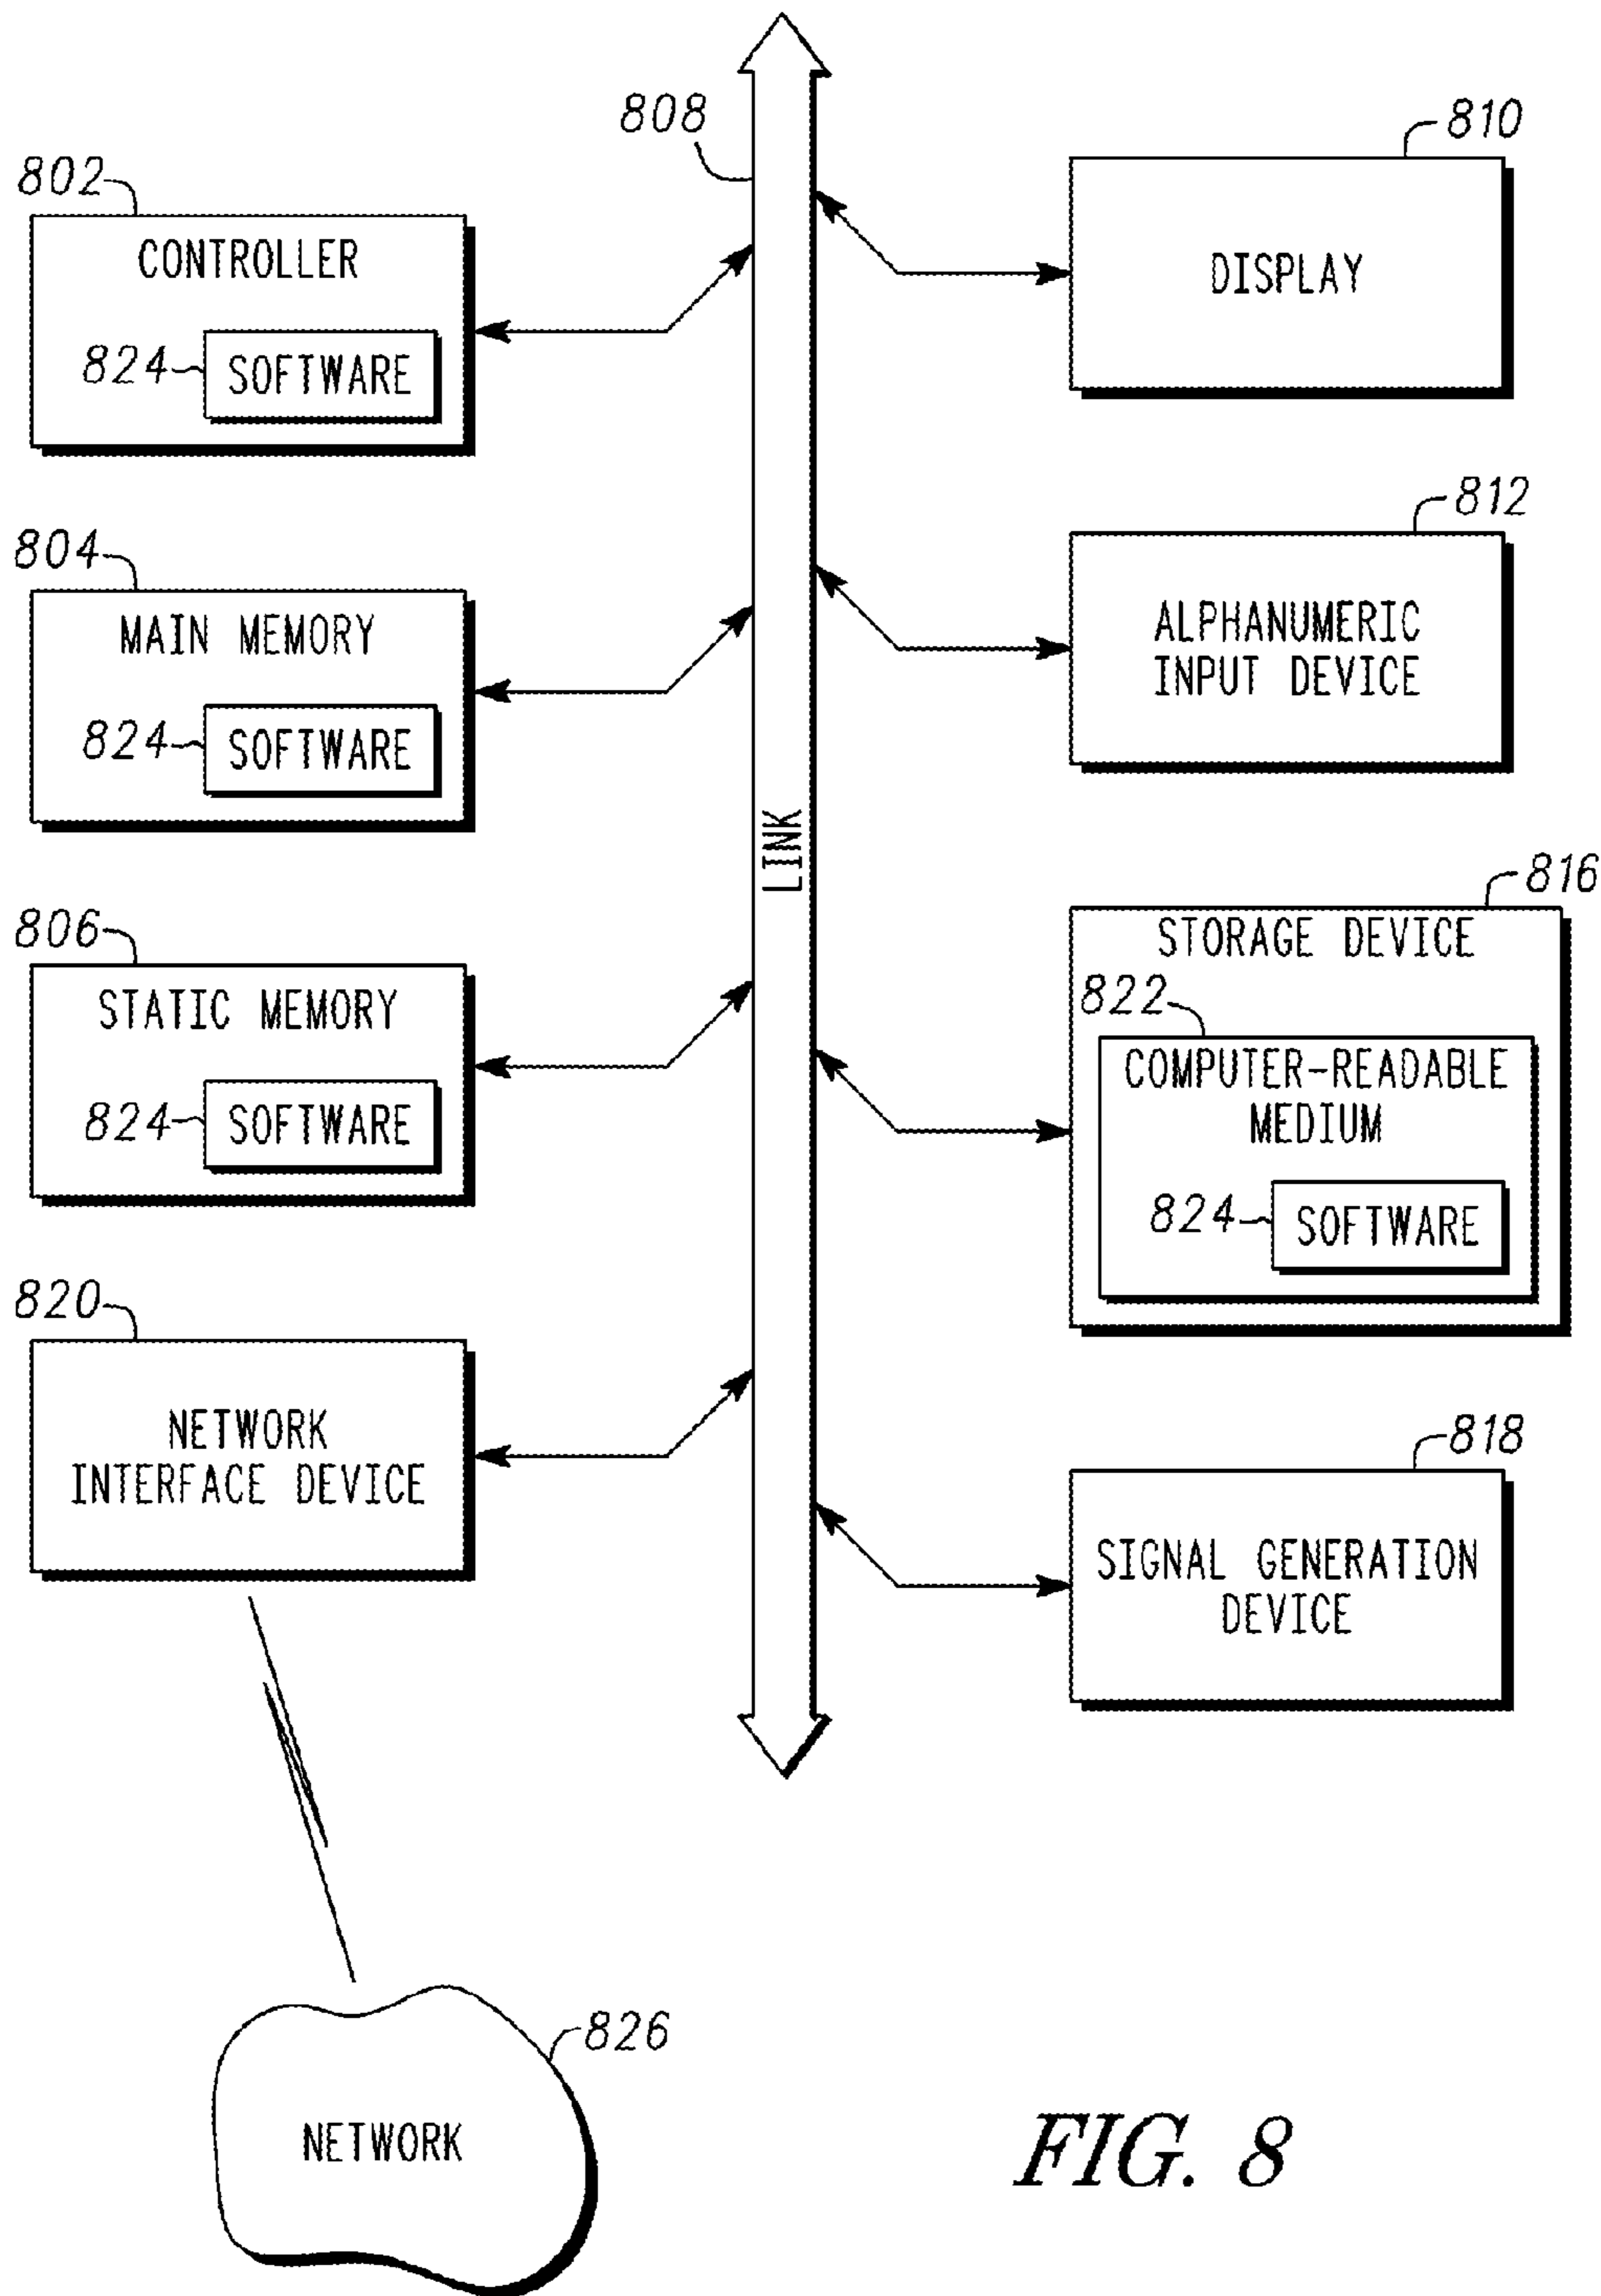 808
810
802
CONTROLLER
824
SOFTWARE
DISPLAY
804
MAIN MEMORY
824
SOFTWARE
812
ALPHANUMERIC
INPUT DEVICE
LINK
806
STATIC MEMORY
824
SOFTWARE
816
STORAGE DEVICE
822
COMPUTER-READABLE
MEDIUM
824
SOFTWARE
820
NETWORK
INTERFACE DEVICE
818
SIGNAL GENERATION
DEVICE
826
NETWORK
FIG. 8